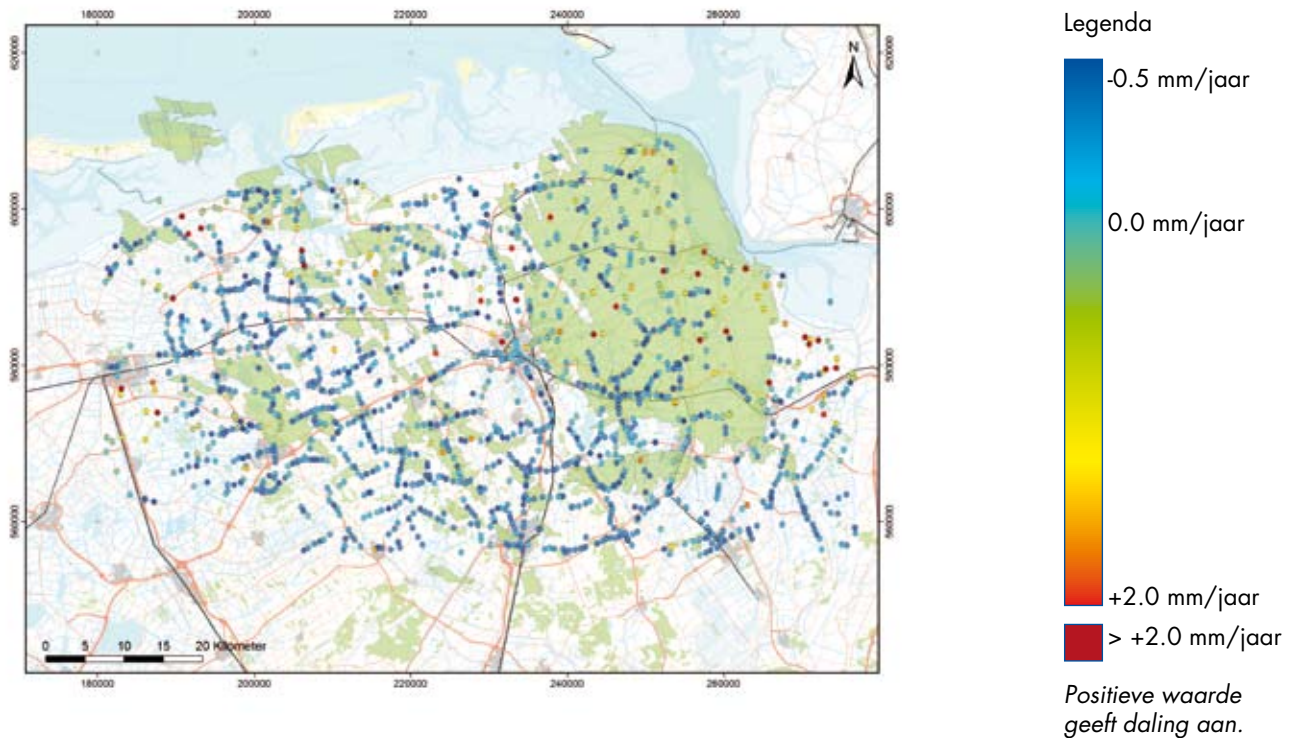 180000 200000 220000 240000 260000
620000 620000
N
600000 600000
580000 580000
560000 560000
0 5 10 15 20 Kilometer
180000 200000 220000 240000 260000
Legenda
-0.5 mm/jaar
0.0 mm/jaar
+2.0 mm/jaar
> +2.0 mm/jaar
Positieve waarde
geeft daling aan.